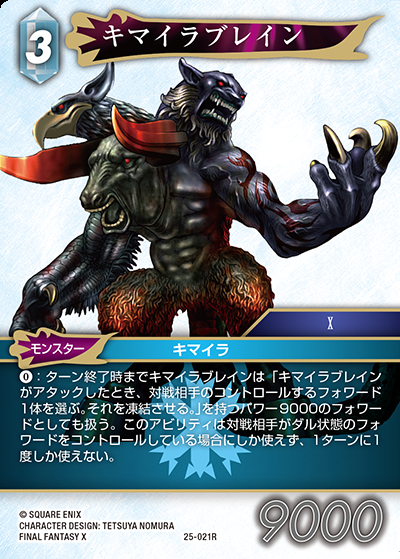 3
キマイラブレイン
X
モンスター
キマイラ
0：ターン終了時までキマイラブレインは「キマイラブレイン
がアタックしたとき、対戦相手のコントロールするフォワード
1体を選ぶ。それを凍結させる。」を持つパワー9000のフォワー
ドとしても扱う。このアビリティは対戦相手がダル状態のフォ
ワードをコントロールしている場合にしか使えず、1ターンに1
度しか使えない。
© SQUARE ENIX
CHARACTER DESIGN: TETSUYA NOMURA
FINAL FANTASY X
25-021R
9000